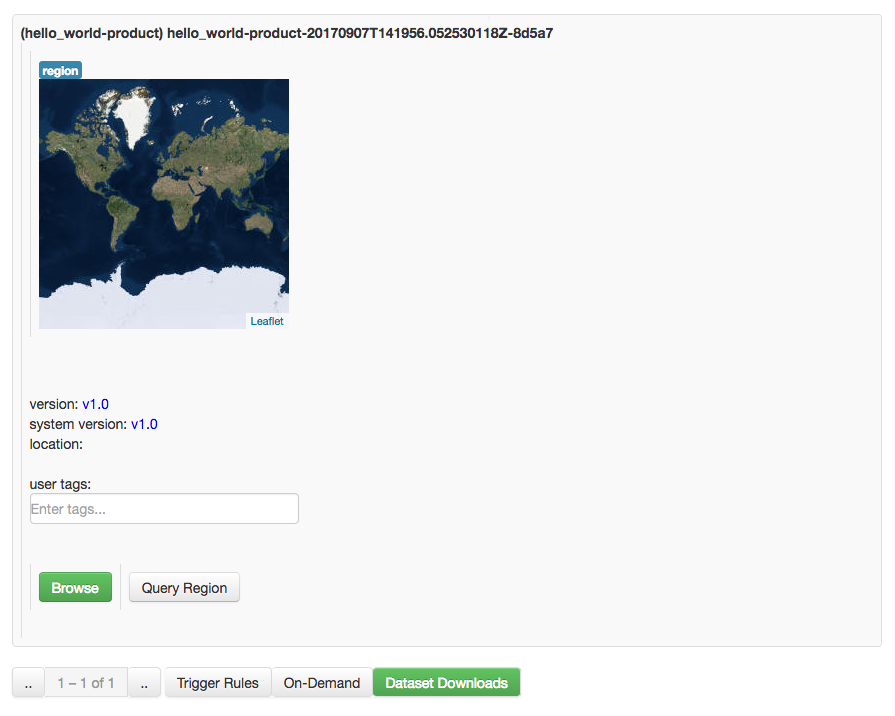 (hello_world-product) hello_world-product-20170907T141956.052530118Z-8d5a7
region
Leaflet
version: v1.0
system version: v1.0
location:
user tags:
Enter tags...
Browse Query Region
.. 1 – 1 of 1 .. Trigger Rules On-Demand Dataset Downloads